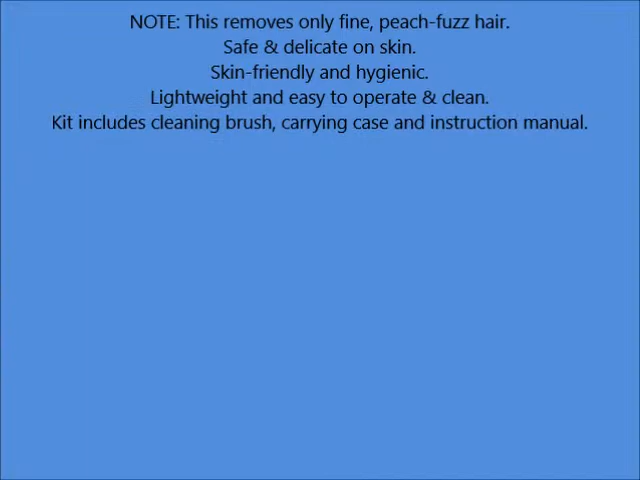 NOTE: This removes only fine, peach-fuzz hair.
Safe & delicate on skin.
Skin-friendly and hygienic.
Lightweight and easy to operate & clean.
Kit includes cleaning brush, carrying case and instruction manual.